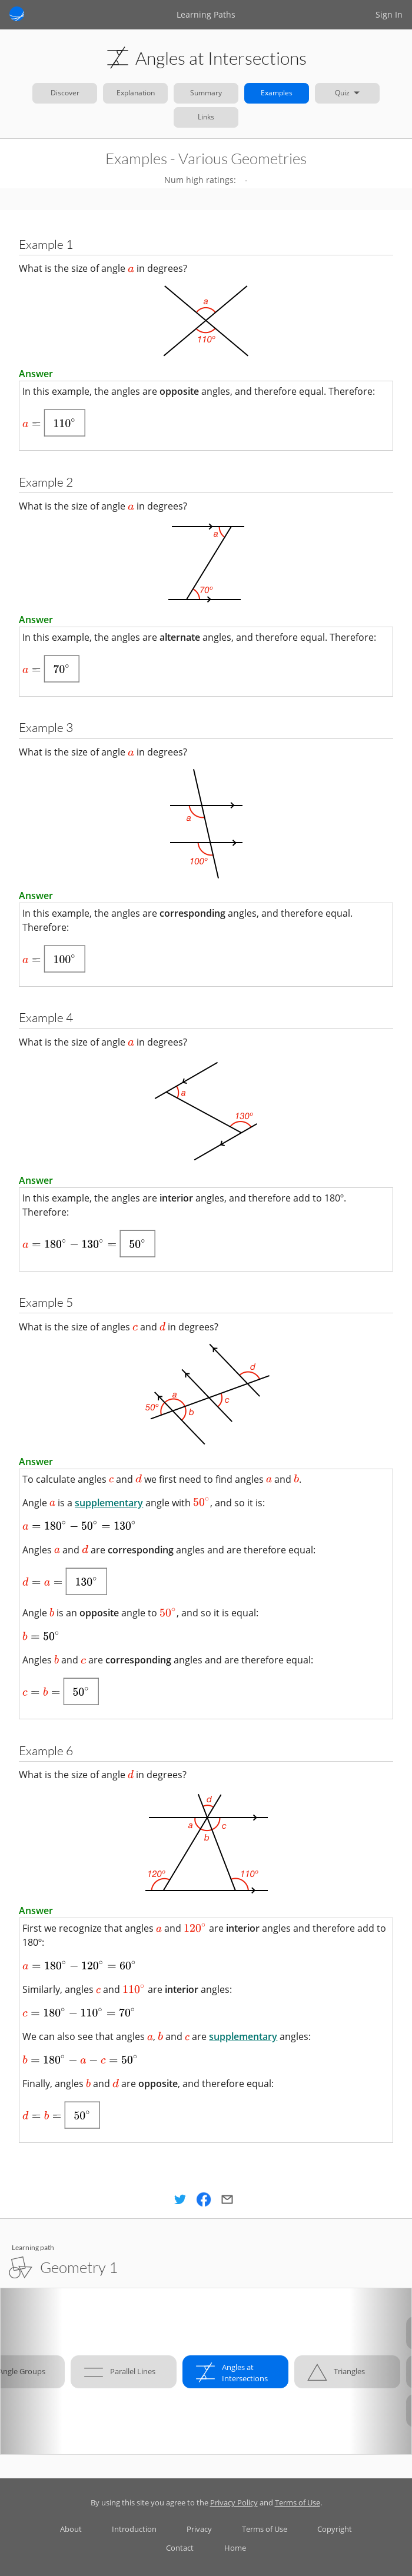 Learning Paths
Sign In
Angles at Intersections
Discover
Explanation
Summary
Examples
Quiz
Links
Examples - Various Geometries
Num high ratings: -
Example 1
What is the size of angle a in degrees?
a
110°
Answer
In this example, the angles are opposite angles, and therefore equal. Therefore:
a = 110°
Example 2
What is the size of angle a in degrees?
a
70°
Answer
In this example, the angles are alternate angles, and therefore equal. Therefore:
a = 70°
Example 3
What is the size of angle a in degrees?
a
100°
Answer
In this example, the angles are corresponding angles, and therefore equal.
Therefore:
a = 100°
Example 4
What is the size of angle a in degrees?
a
130°
Answer
In this example, the angles are interior angles, and therefore add to 180°.
Therefore:
a = 180° − 130° = 50°
Example 5
What is the size of angles c and d in degrees?
d
a
c
50°
b
Answer
To calculate angles c and d we first need to find angles a and b.
Angle a is a supplementary angle with 50°, and so it is:
a = 180° − 50° = 130°
Angles a and d are corresponding angles and are therefore equal:
d = a = 130°
Angle b is an opposite angle to 50°, and so it is equal:
b = 50°
Angles b and c are corresponding angles and are therefore equal:
c = b = 50°
Example 6
What is the size of angle d in degrees?
d
a
c
b
120°
110°
Answer
First we recognize that angles a and 120° are interior angles and therefore add to
180°:
a = 180° − 120° = 60°
Similarly, angles c and 110° are interior angles:
c = 180° − 110° = 70°
We can also see that angles a, b and c are supplementary angles:
b = 180° − a − c = 50°
Finally, angles b and d are opposite, and therefore equal:
d = b = 50°
Learning path
Geometry 1
Angle Groups
Parallel Lines
Angles at
Intersections
Triangles
By using this site you agree to the Privacy Policy and Terms of Use.
About
Introduction
Privacy
Terms of Use
Copyright
Contact
Home